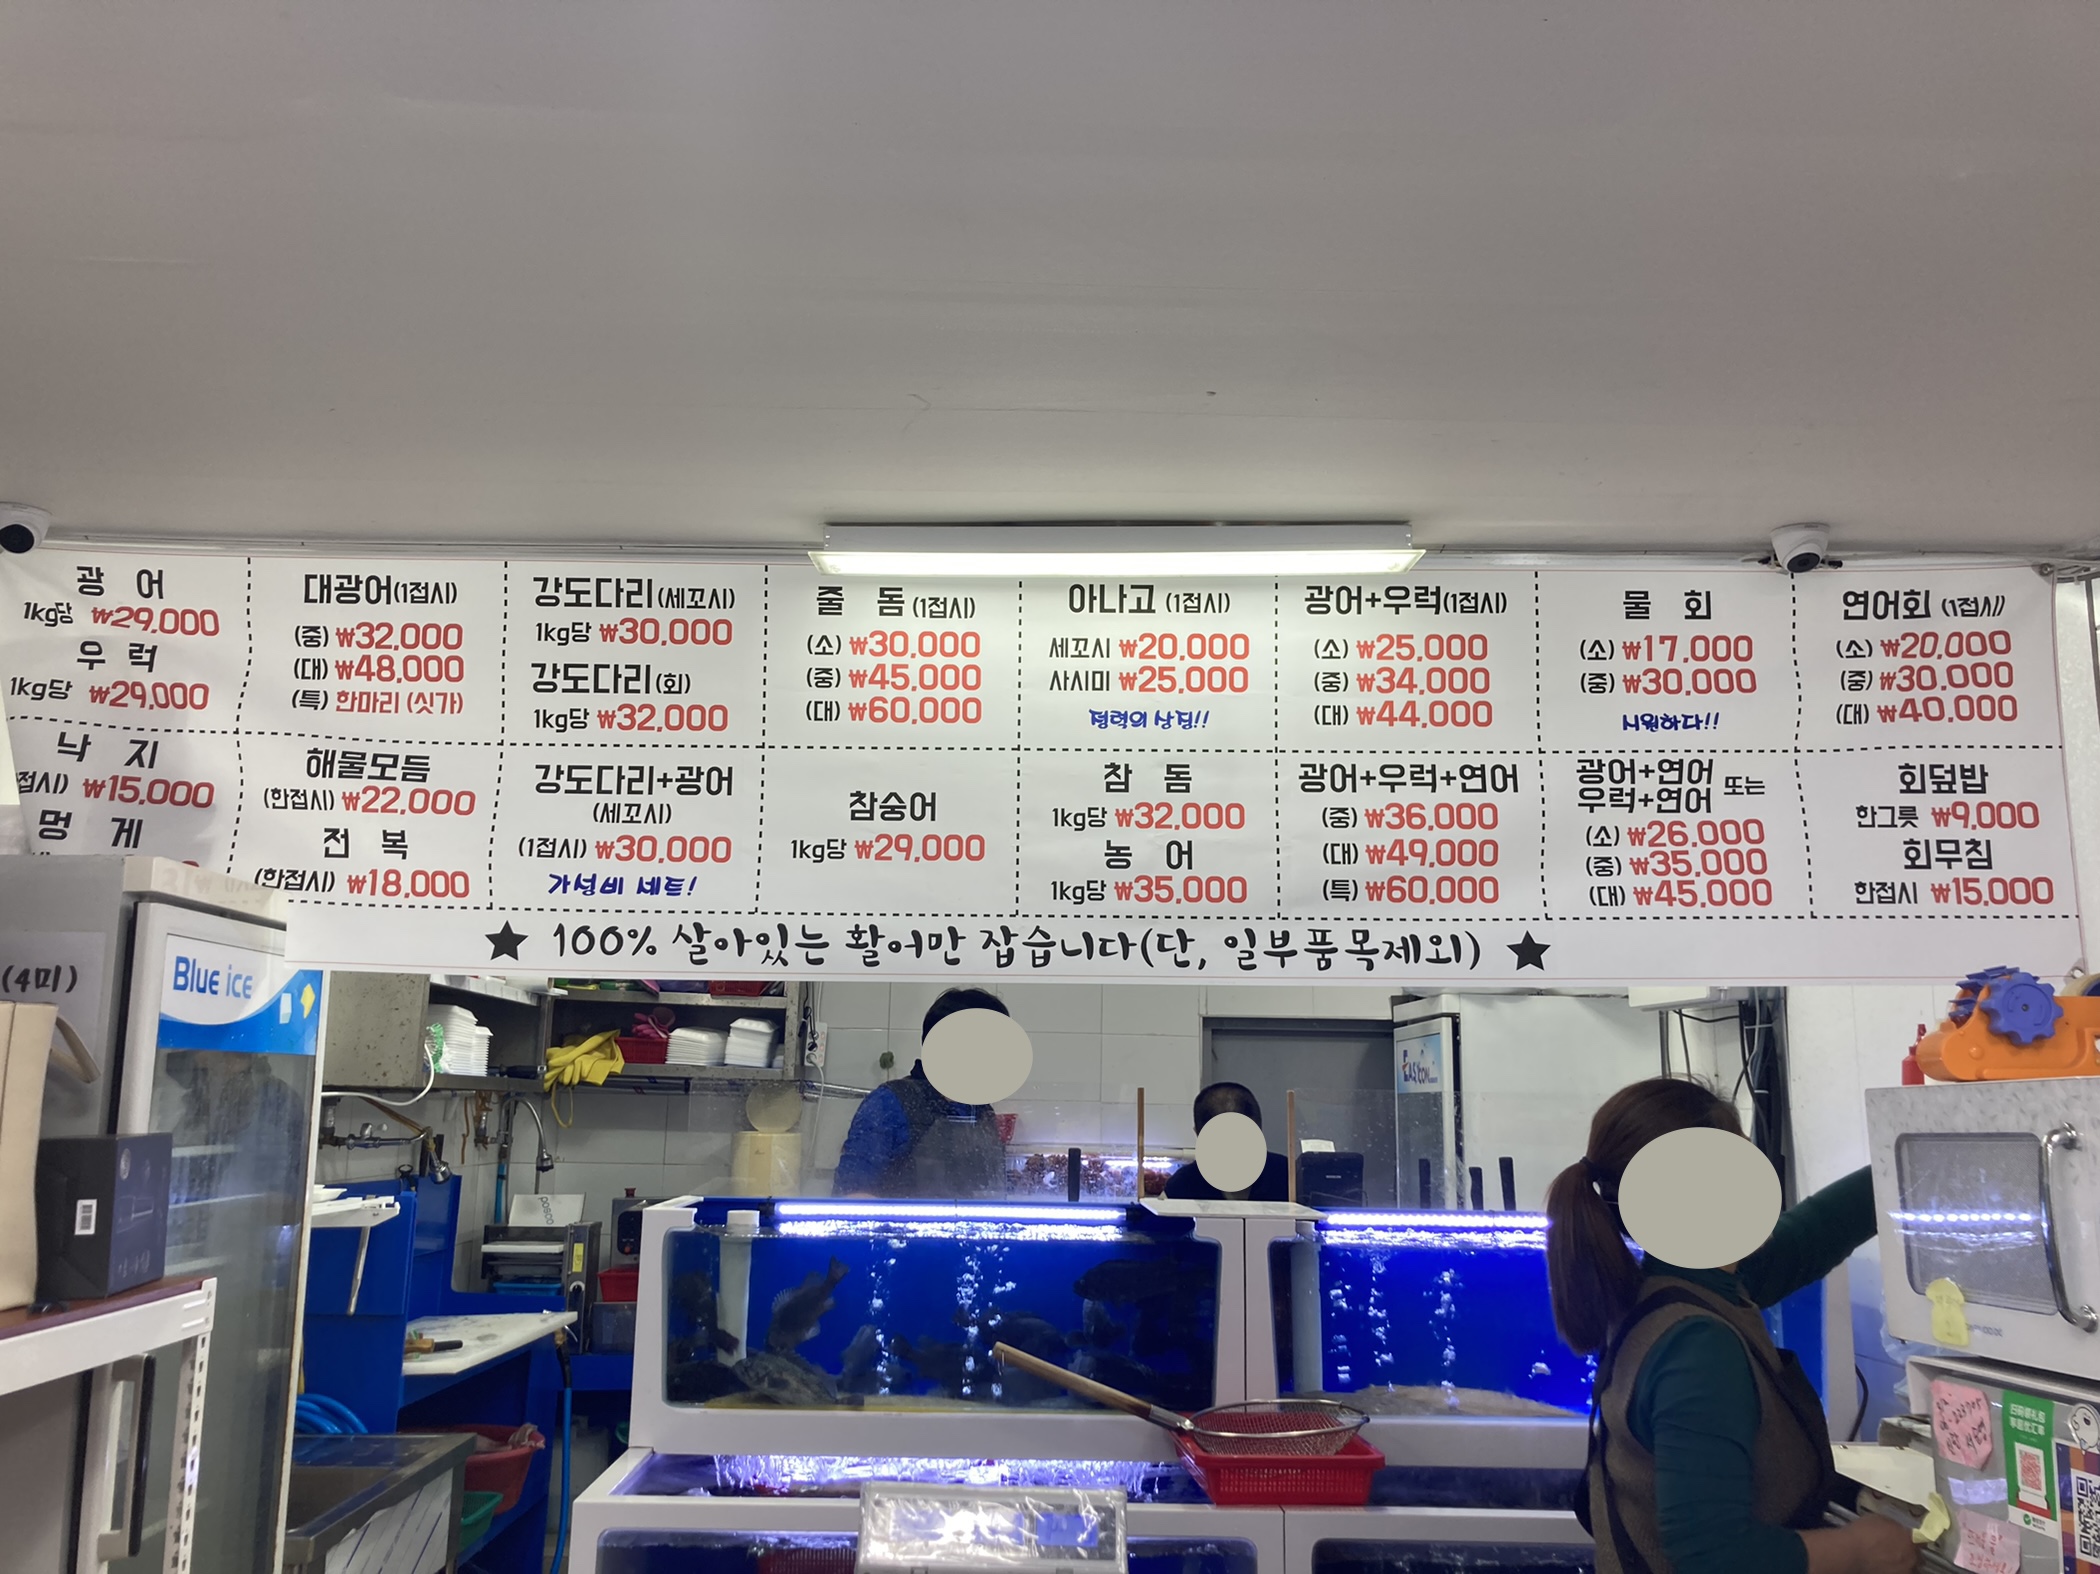 광 어
1kg당 ₩29,000
우 럭
1kg당 ₩29,000
대광어(1접시)
(중) ₩32,000
(대) ₩48,000
(특) 한마리 (싯가)
강도다리(세꼬시)
1kg당 ₩30,000
강도다리(회)
1kg당 ₩32,000
줄 돔 (1접시)
(소) ₩30,000
(중) ₩45,000
(대) ₩60,000
아나고 (1접시)
세꼬시 ₩20,000
사시미 ₩25,000
정력의 상징!!
광어+우럭(1접시)
(소) ₩25,000
(중) ₩34,000
(대) ₩44,000
물 회
(소) ₩17,000
(중) ₩30,000
시원하다!!
연어회 (1접시)
(소) ₩20,000
(중) ₩30,000
(대) ₩40,000
낙 지
접시) ₩15,000
멍 게
해물모듬
(한접시) ₩22,000
전 복
(한접시) ₩18,000
강도다리+광어
(세꼬시)
(1접시) ₩30,000
가성비 세트!
참숭어
1kg당 ₩29,000
참 돔
1kg당 ₩32,000
농 어
1kg당 ₩35,000
광어+우럭+연어
(중) ₩36,000
(대) ₩49,000
(특) ₩60,000
광어+연어 또는
우럭+연어
(소) ₩26,000
(중) ₩35,000
(대) ₩45,000
회덮밥
한그릇 ₩9,000
회무침
한접시 ₩15,000
★ 100% 살아있는 활어만 잡습니다(단, 일부품목제외) ★
(4미)
Blue ice